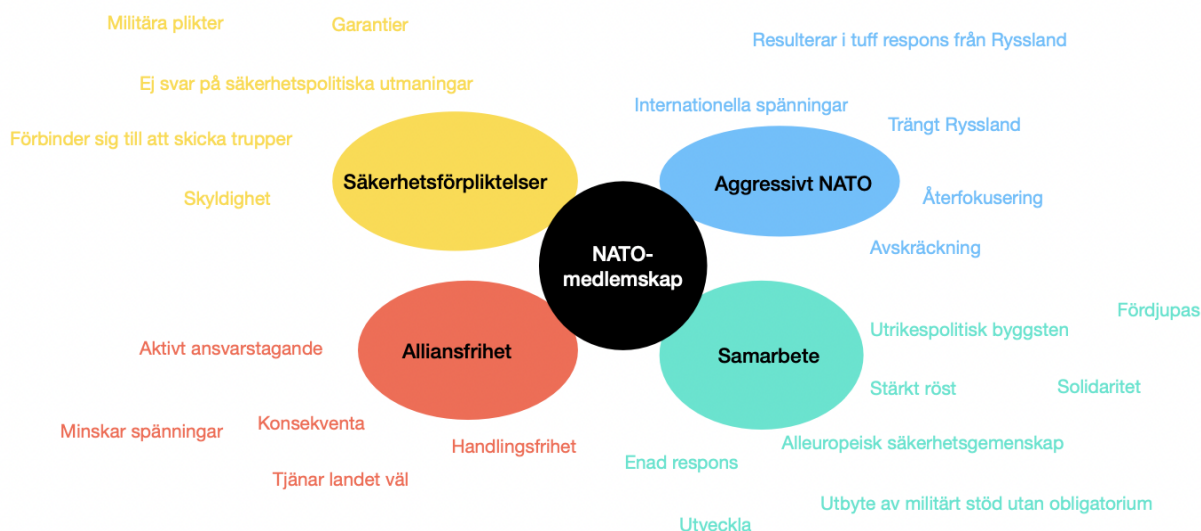 Militära plikter
Garantier
Ej svar på säkerhetspolitiska utmaningar
Förbinder sig till att skicka trupper
Skyldighet
Säkerhetsförpliktelser
Resulterar i tuff respons från Ryssland
Internationella spänningar
Trängt Ryssland
Aggressivt NATO
Återfokusering
Avskräckning
NATO-
medlemskap
Alliansfrihet
Aktivt ansvarstagande
Minskar spänningar
Konsekventa
Handlingsfrihet
Tjänar landet väl
Samarbete
Fördjupas
Utrikespolitisk byggsten
Stärkt röst
Solidaritet
Alleuropeisk säkerhetsgemenskap
Enad respons
Utbyte av militärt stöd utan obligatorium
Utveckla